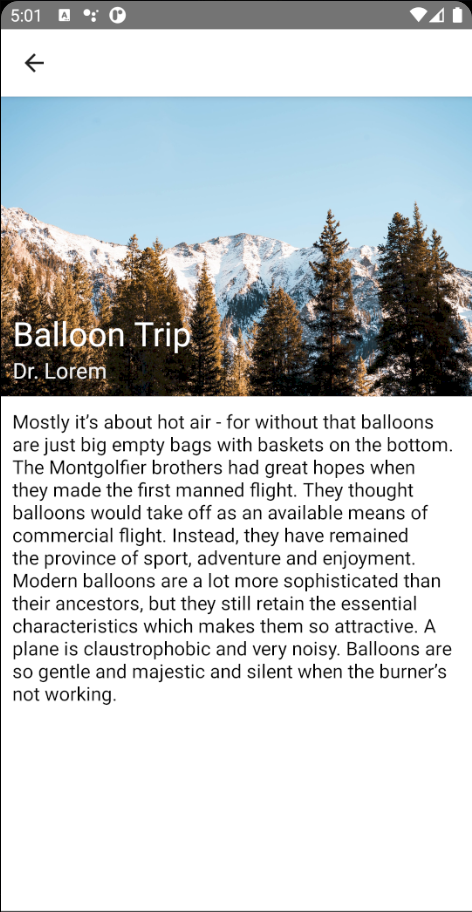 5:01
Balloon Trip
Dr. Lorem
Mostly it’s about hot air - for without that balloons
are just big empty bags with baskets on the bottom.
The Montgolfier brothers had great hopes when
they made the first manned flight. They thought
balloons would take off as an available means of
commercial flight. Instead, they have remained
the province of sport, adventure and enjoyment.
Modern balloons are a lot more sophisticated than
their ancestors, but they still retain the essential
characteristics which makes them so attractive. A
plane is claustrophobic and very noisy. Balloons are
so gentle and majestic and silent when the burner’s
not working.